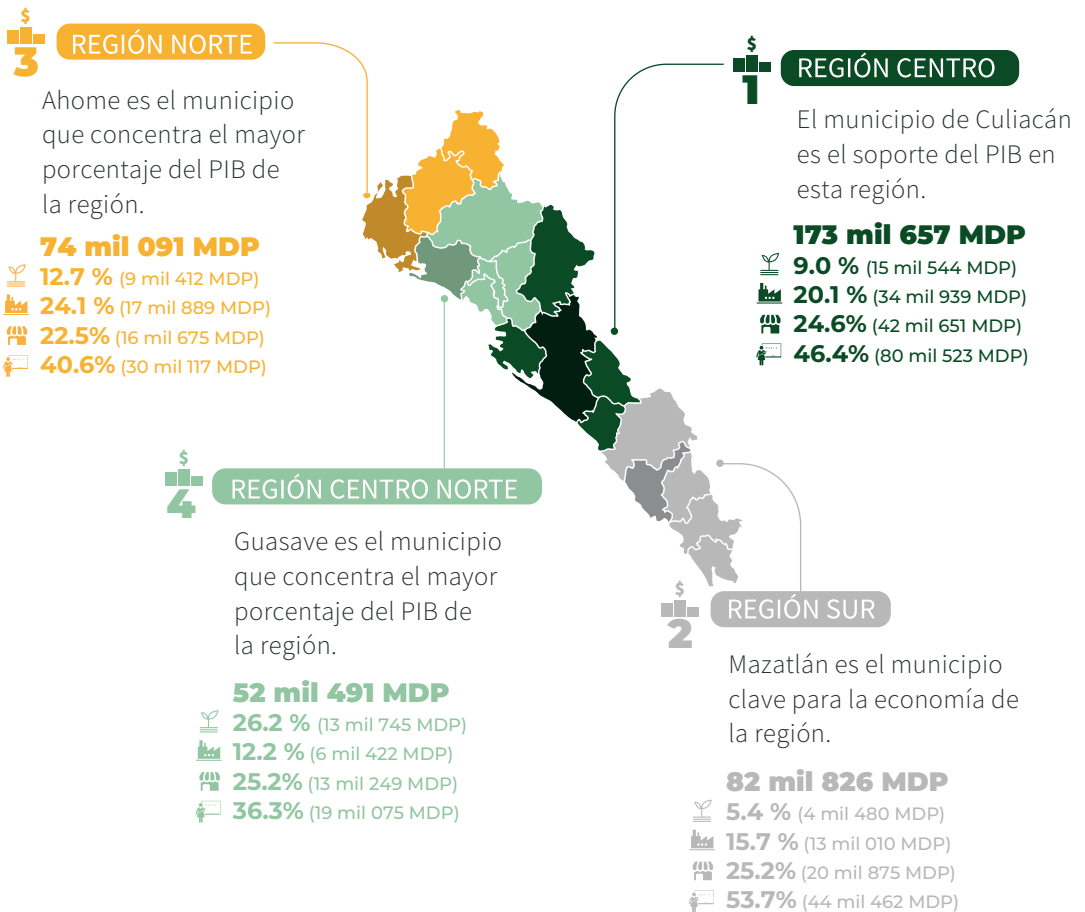 $
3
REGIÓN NORTE
Ahome es el municipio
que concentra el mayor
porcentaje del PIB de
la región.
74 mil 091 MDP
12.7 % (9 mil 412 MDP)
24.1 % (17 mil 889 MDP)
22.5% (16 mil 675 MDP)
40.6% (30 mil 117 MDP)
$
1
REGIÓN CENTRO
El municipio de Culiacán
es el soporte del PIB en
esta región.
173 mil 657 MDP
9.0 % (15 mil 544 MDP)
20.1 % (34 mil 939 MDP)
24.6% (42 mil 651 MDP)
46.4% (80 mil 523 MDP)
$
4
REGIÓN CENTRO NORTE
Guasave es el municipio
que concentra el mayor
porcentaje del PIB de
la región.
52 mil 491 MDP
26.2 % (13 mil 745 MDP)
12.2 % (6 mil 422 MDP)
25.2% (13 mil 249 MDP)
36.3% (19 mil 075 MDP)
$
2
REGIÓN SUR
Mazatlán es el municipio
clave para la economía de
la región.
82 mil 826 MDP
5.4 % (4 mil 480 MDP)
15.7 % (13 mil 010 MDP)
25.2% (20 mil 875 MDP)
53.7% (44 mil 462 MDP)